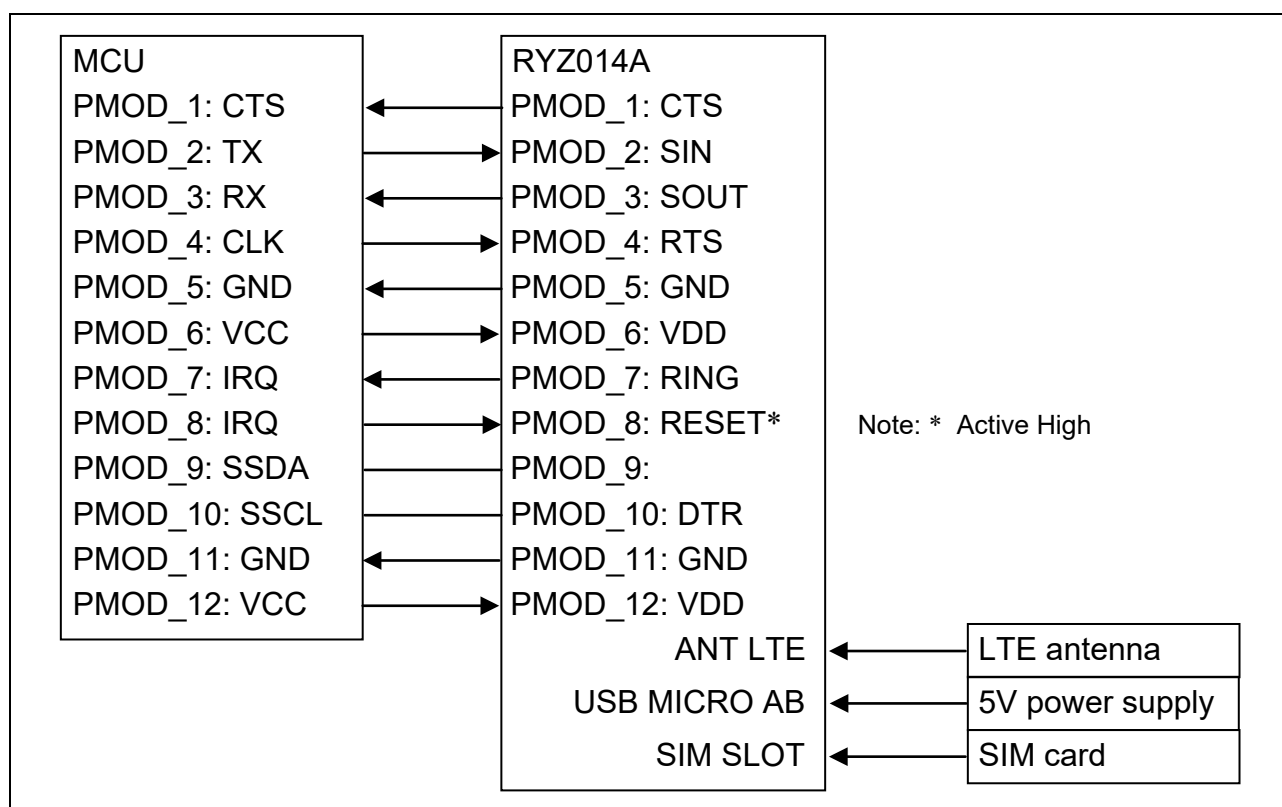 MCU
PMOD_1: CTS
PMOD_2: TX
PMOD_3: RX
PMOD_4: CLK
PMOD_5: GND
PMOD_6: VCC
PMOD_7: IRQ
PMOD_8: IRQ
PMOD_9: SSDA
PMOD_10: SSCL
PMOD_11: GND
PMOD_12: VCC
RYZ014A
PMOD_1: CTS
PMOD_2: SIN
PMOD_3: SOUT
PMOD_4: RTS
PMOD_5: GND
PMOD_6: VDD
PMOD_7: RING
PMOD_8: RESET*
PMOD_9:
PMOD_10: DTR
PMOD_11: GND
PMOD_12: VDD
ANT LTE
USB MICRO AB
SIM SLOT
Note: * Active High
LTE antenna
5V power supply
SIM card